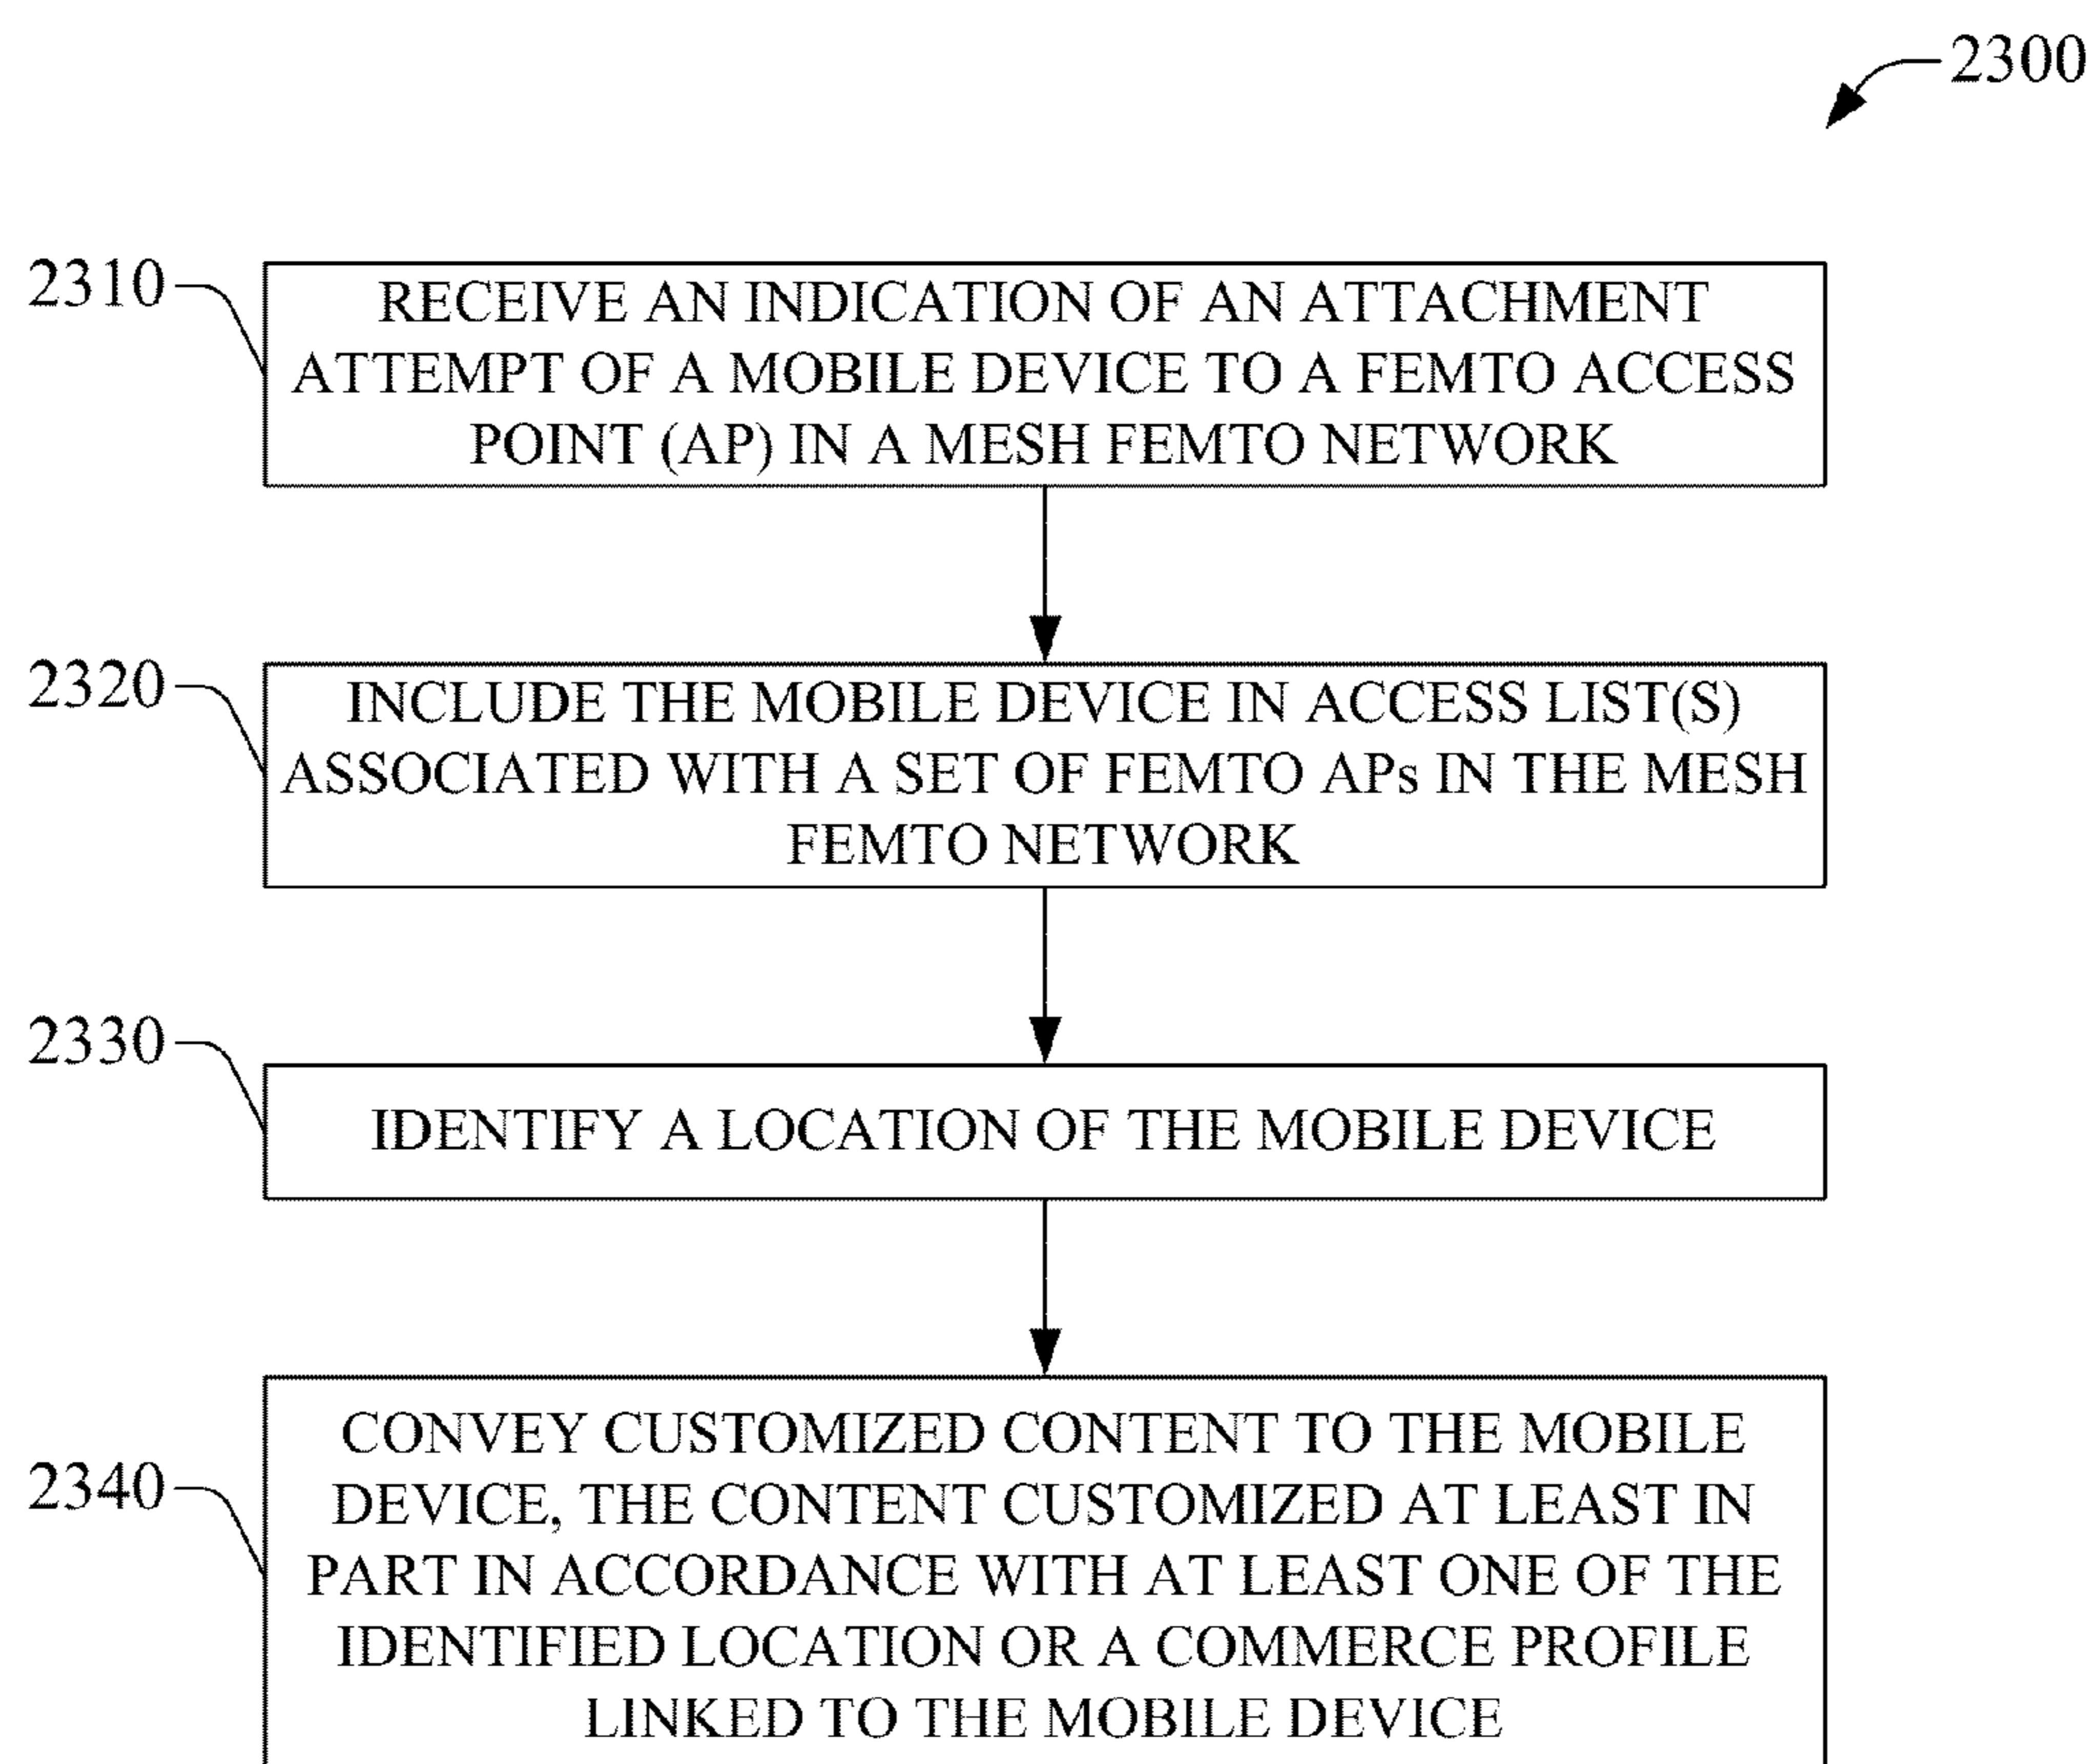 2300
2310
RECEIVE AN INDICATION OF AN ATTACHMENT
ATTEMPT OF A MOBILE DEVICE TO A FEMTO ACCESS
POINT (AP) IN A MESH FEMTO NETWORK
2320
INCLUDE THE MOBILE DEVICE IN ACCESS LIST(S)
ASSOCIATED WITH A SET OF FEMTO APs IN THE MESH
FEMTO NETWORK
2330
IDENTIFY A LOCATION OF THE MOBILE DEVICE
2340
CONVEY CUSTOMIZED CONTENT TO THE MOBILE
DEVICE, THE CONTENT CUSTOMIZED AT LEAST IN
PART IN ACCORDANCE WITH AT LEAST ONE OF THE
IDENTIFIED LOCATION OR A COMMERCE PROFILE
LINKED TO THE MOBILE DEVICE